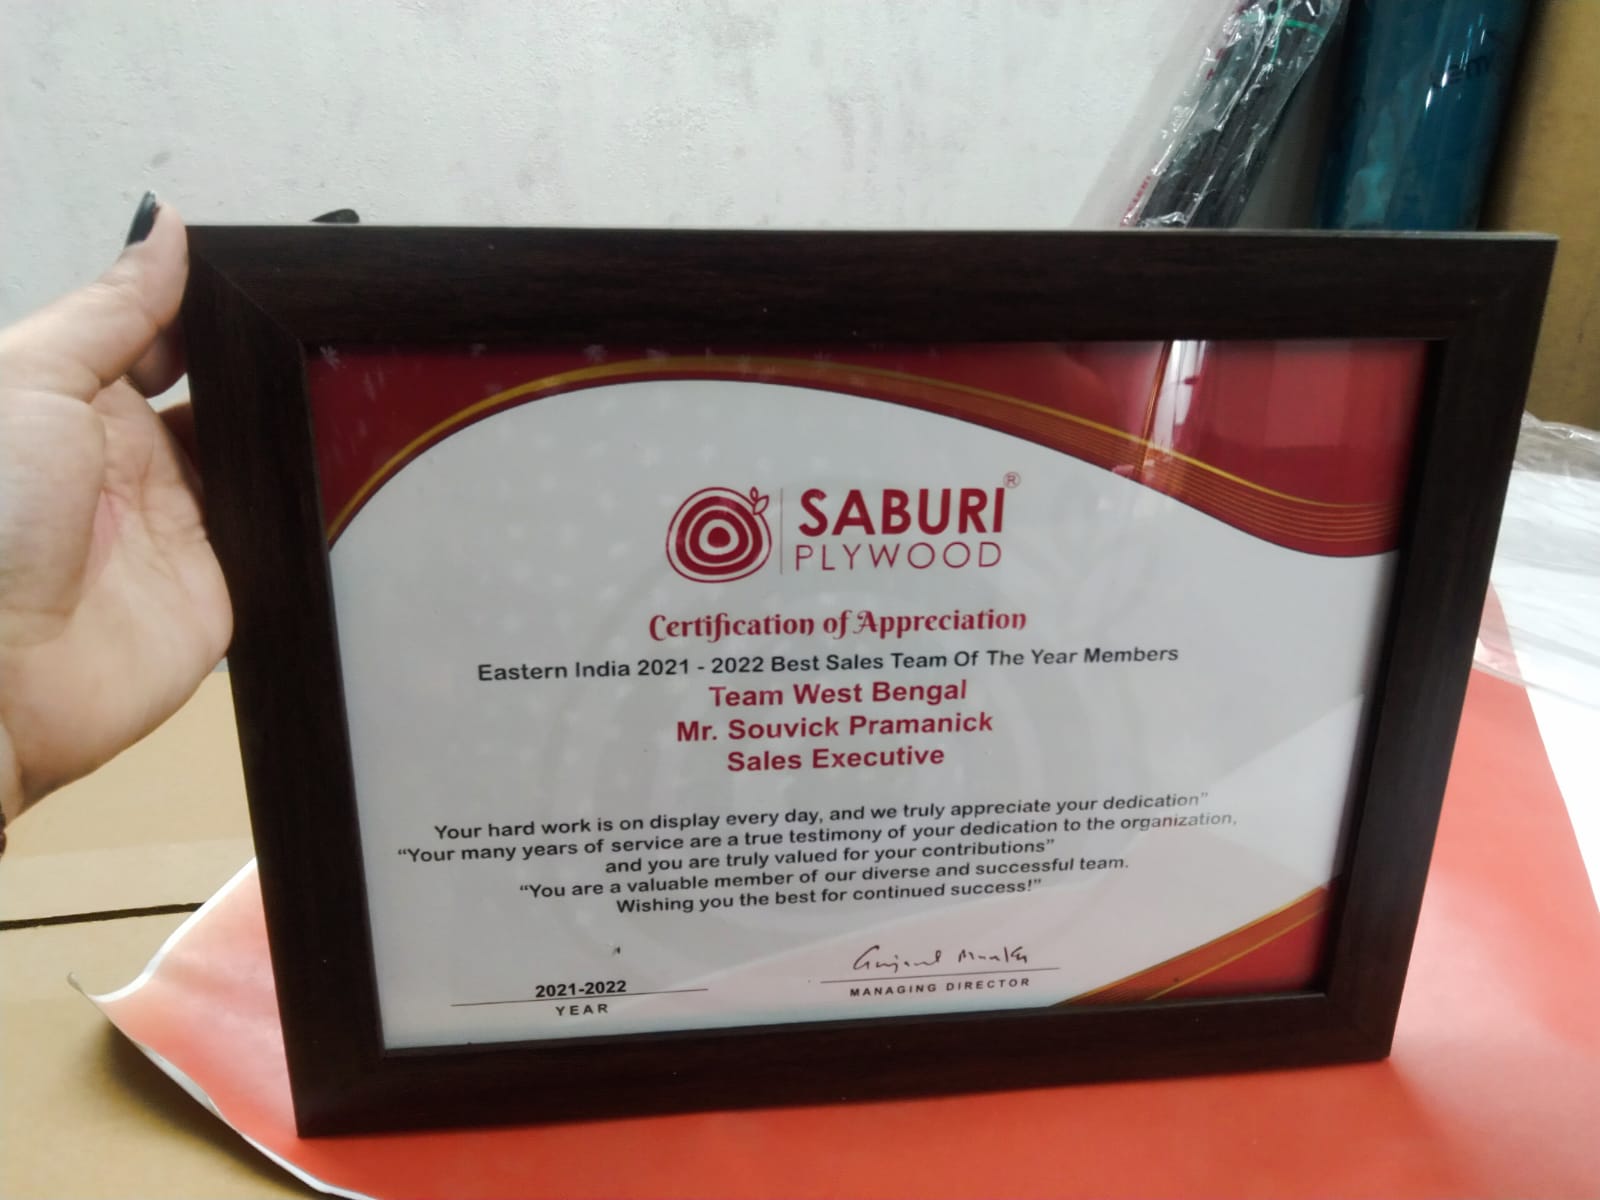 SABURI®
PLYWOOD
Certification of Appreciation
Eastern India 2021 - 2022 Best Sales Team Of The Year Members
Team West Bengal
Mr. Souvick Pramanick
Sales Executive
Your hard work is on display every day, and we truly appreciate your dedication”
“Your many years of service are a true testimony of your dedication to the organization,
and you are truly valued for your contributions”
“You are a valuable member of our diverse and successful team.
Wishing you the best for continued success!”
2021-2022
YEAR
MANAGING DIRECTOR